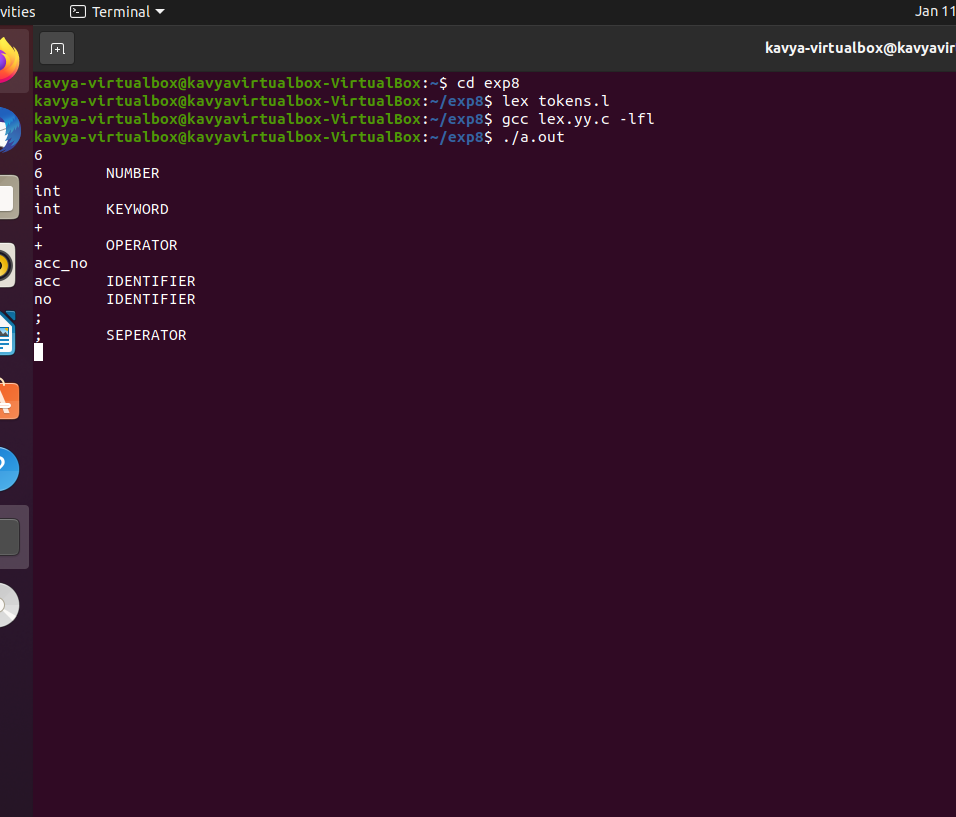 vities Terminal Jan 11
kavya-virtualbox@kavyavir
kavya-virtualbox@kavyavirtualbox-VirtualBox:~$ cd exp8
kavya-virtualbox@kavyavirtualbox-VirtualBox:~/exp8$ lex tokens.l
kavya-virtualbox@kavyavirtualbox-VirtualBox:~/exp8$ gcc lex.yy.c -lfl
kavya-virtualbox@kavyavirtualbox-VirtualBox:~/exp8$ ./a.out
6
6 NUMBER
int
int KEYWORD
+
+ OPERATOR
acc_no
acc IDENTIFIER
no IDENTIFIER
;
; SEPERATOR